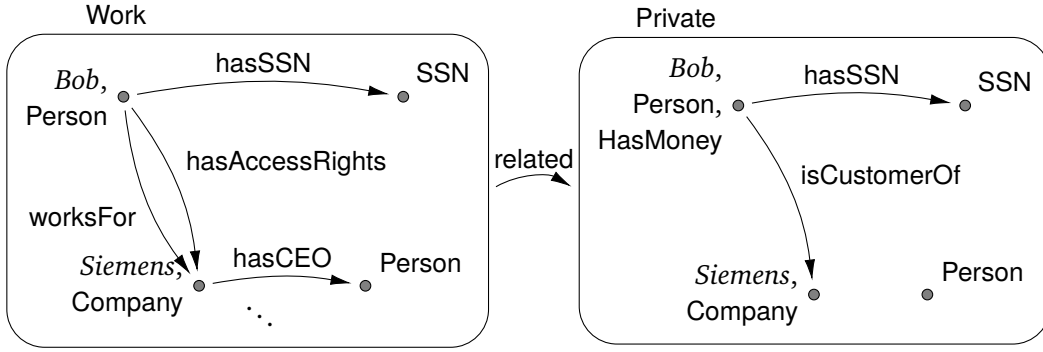 Work
hasSSN
SSN
Bob,
Person
hasAccessRights
worksFor
Siemens,
Company
hasCEO
Person
related
Private
Bob,
Person,
HasMoney
hasSSN
SSN
isCustomerOf
Siemens,
Company
Person